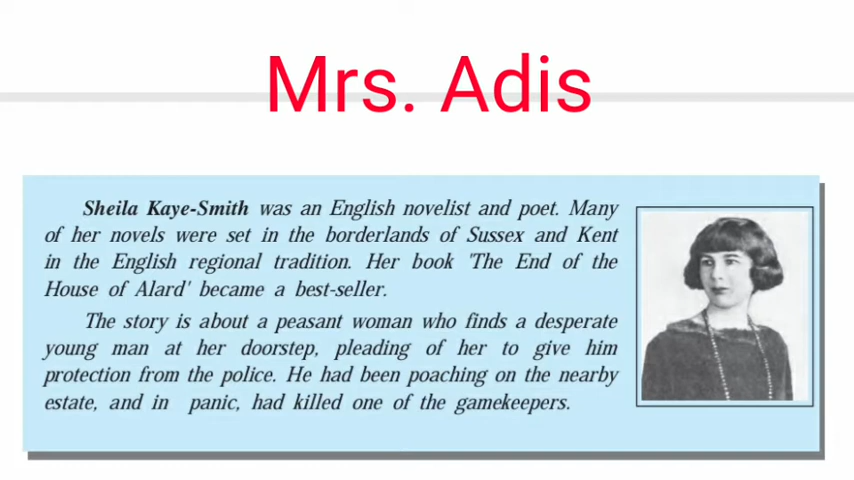 Mrs. Adis
Sheila Kaye-Smith was an English novelist and poet. Many
of her novels were set in the borderlands of Sussex and Kent
in the English regional tradition. Her book 'The End of the
House of Alard' became a best-seller.
The story is about a peasant woman who finds a desperate
young man at her doorstep, pleading of her to give him
protection from the police. He had been poaching on the nearby
estate, and in panic, had killed one of the gamekeepers.